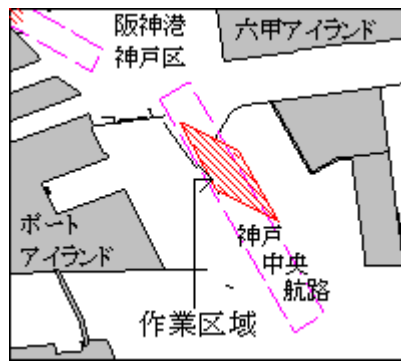 阪神港
神戸区
六甲アイランド
ポート
アイランド
神戸
中央
航路
作業区域